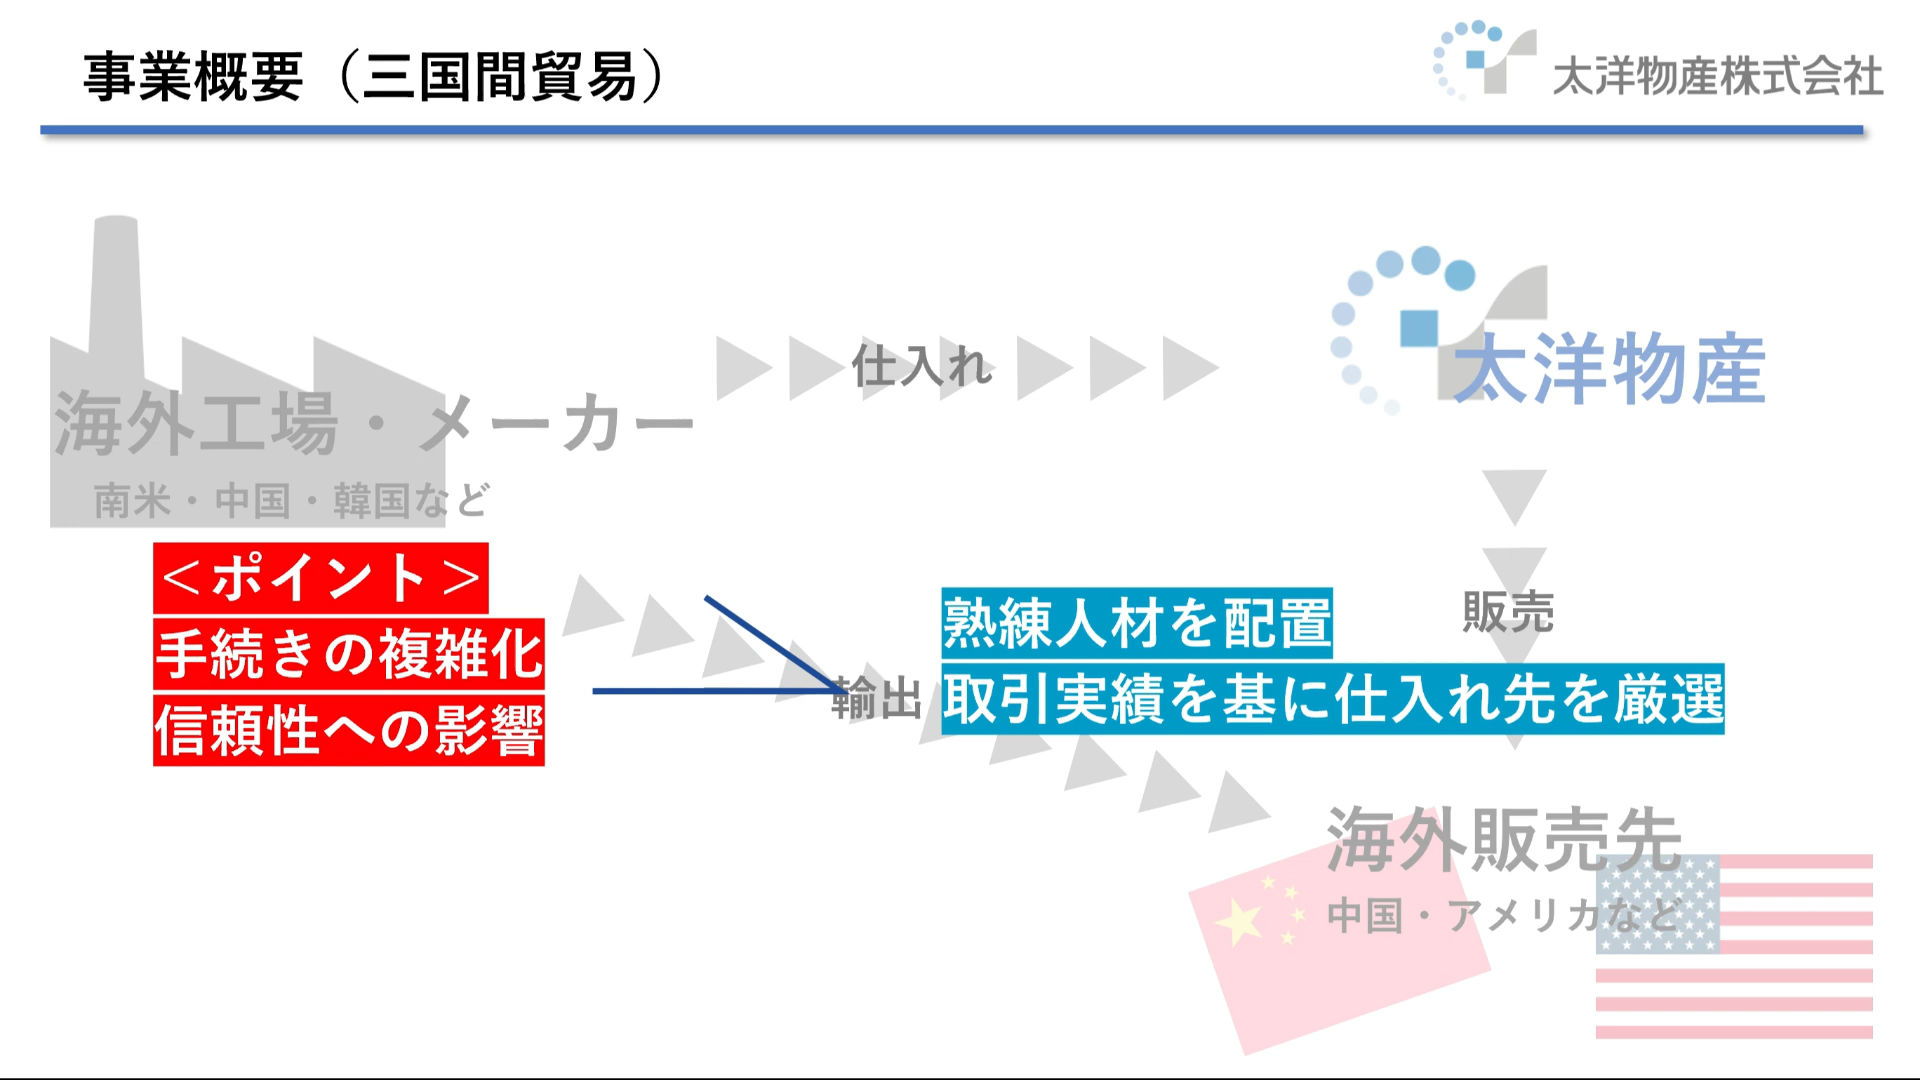 事業概要（三国間貿易）
太洋物産株式会社
仕入れ
太洋物産
海外工場・メーカー
南米・中国・韓国など
＜ポイント＞
手続きの複雑化
信頼性への影響
熟練人材を配置
販売
輸出
取引実績を基に仕入れ先を厳選
海外販売先
中国・アメリカなど